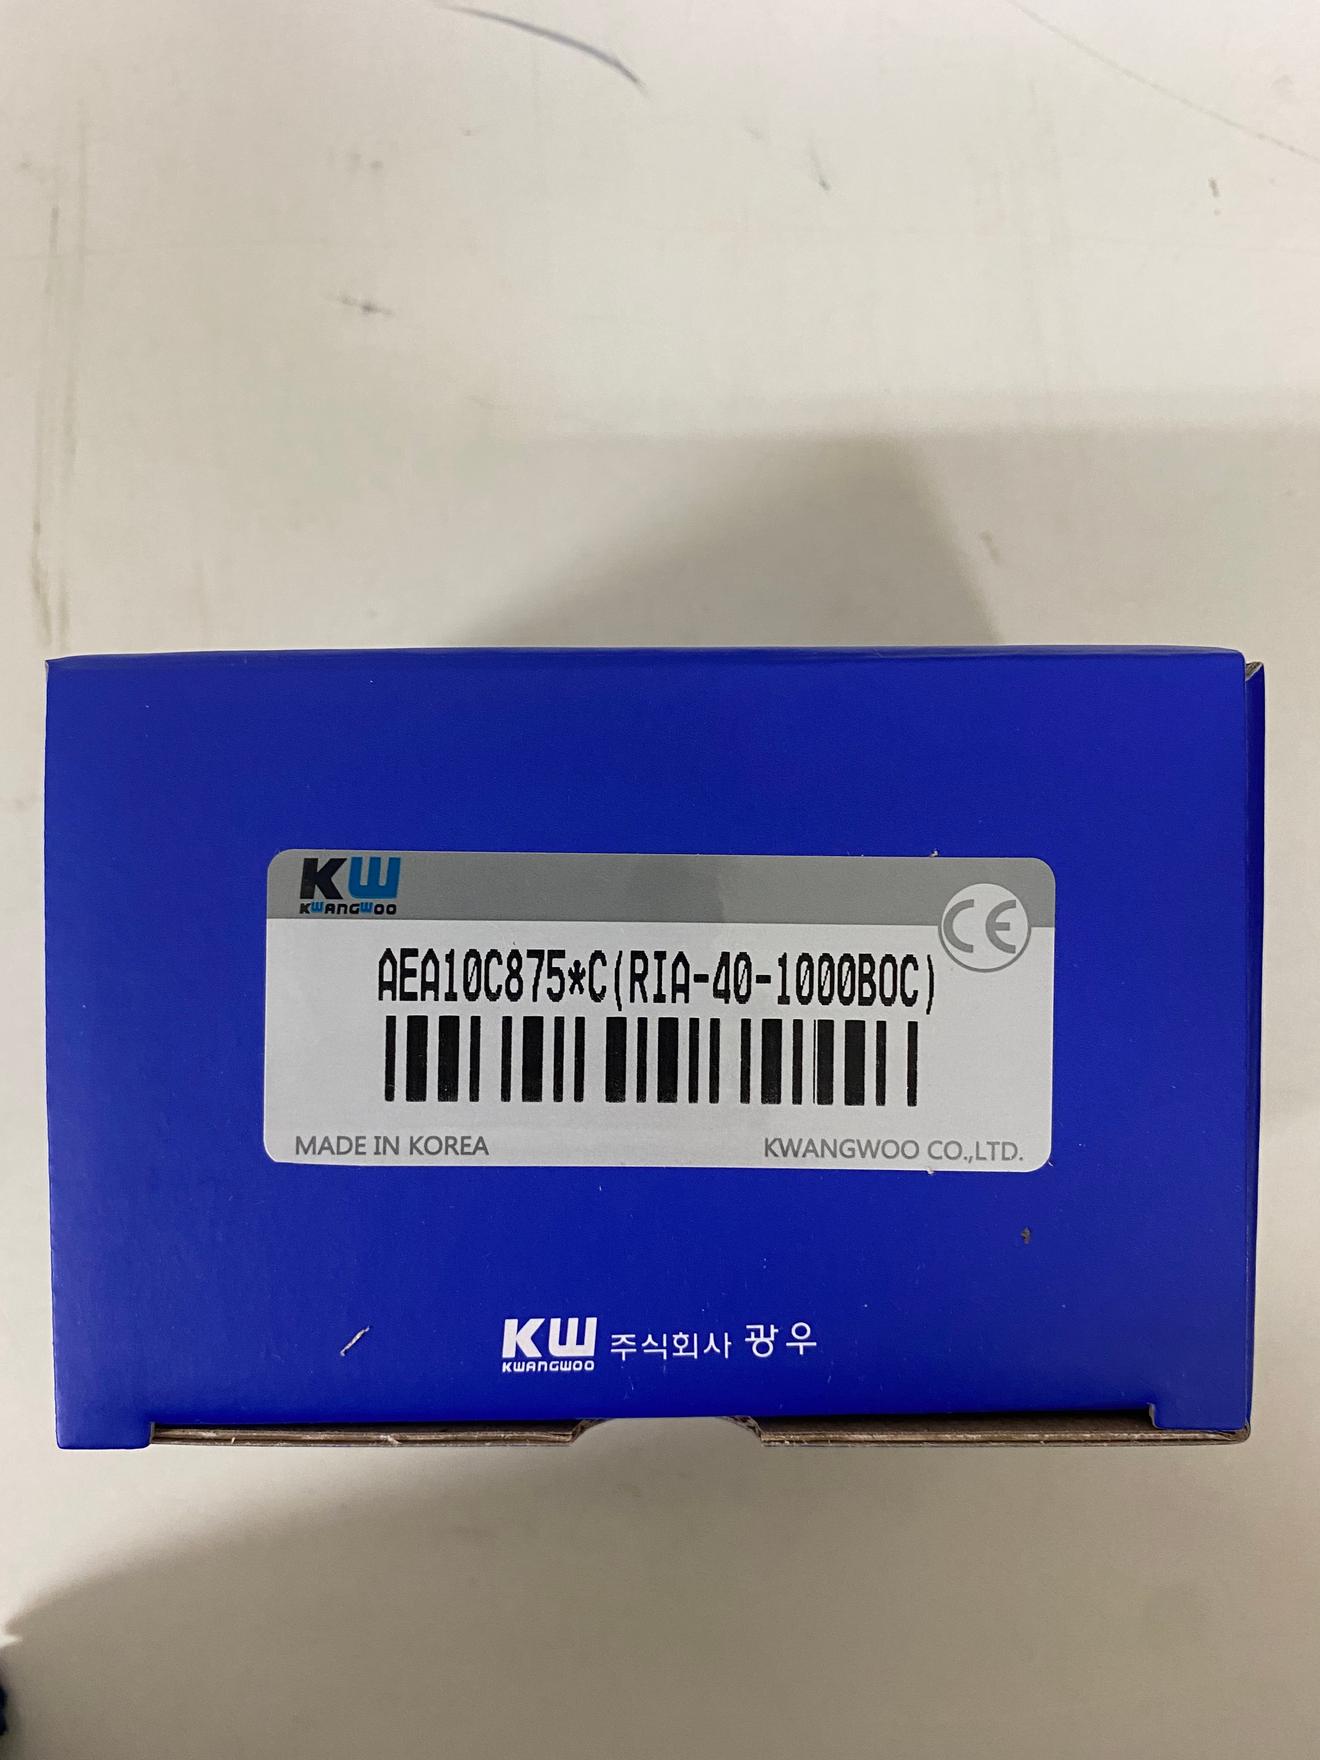 KW
KWANGWOO
CE
AEA10C875*C(RIA-40-1000BOC)
MADE IN KOREA
KWANGWOO CO.,LTD.
KW
KWANGWOO
주식회사 광우